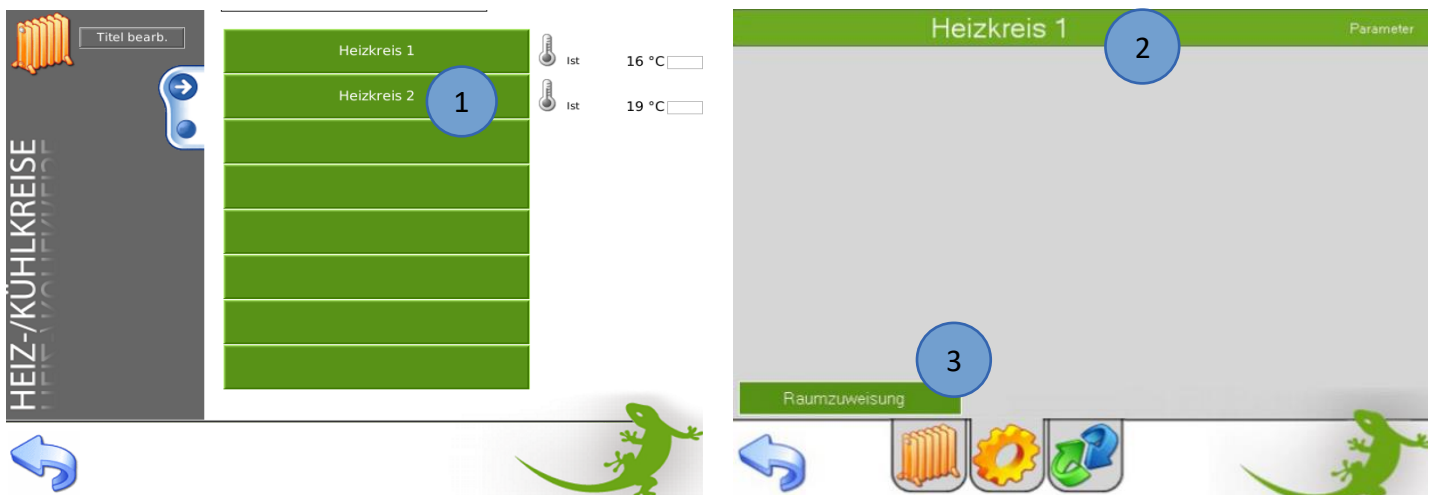 Titel bearb.
HEIZ-/KÜHLKREISE
Heizkreis 1
Ist 16 °C
Heizkreis 2
1
Ist 19 °C
Heizkreis 1
2
Parameter
3
Raumzuweisung